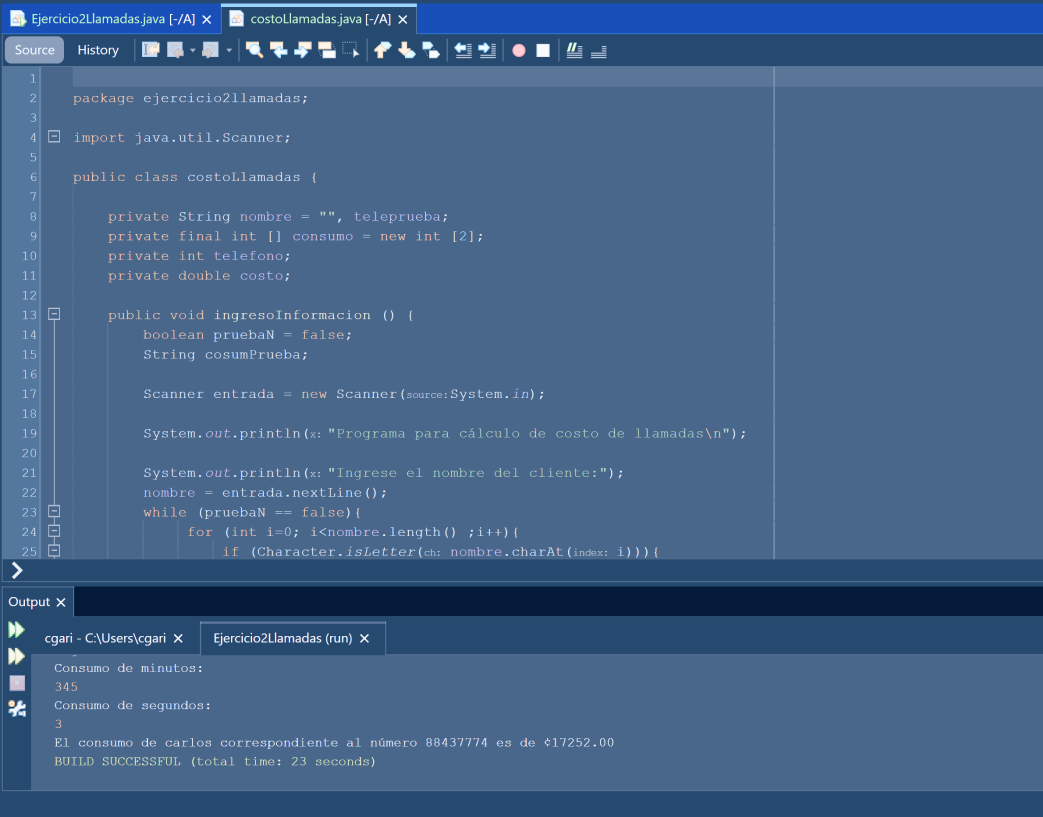 Ejercicio2Llamadas.java [-/A] costoLlamadas.java [-/A]
Source History
1
2 package ejercicio2llamadas;
3
4 import java.util.Scanner;
5
6 public class costoLlamadas {
7
8 private String nombre = "", teleprueba;
9 private final int [] consumo = new int [2];
10 private int telefono;
11 private double costo;
12
13 public void ingresoInformacion () {
14 boolean pruebaN = false;
15 String cosumPrueba;
16
17 Scanner entrada = new Scanner(source:System.in);
18
19 System.out.println(x: "Programa para cálculo de costo de llamadas\n");
20
21 System.out.println(x: "Ingrese el nombre del cliente:");
22 nombre = entrada.nextLine();
23 while (pruebaN == false){
24 for (int i=0; i<nombre.length() ;i++){
25 if (Character.isLetter(ch: nombre.charAt(index: i))){
Output
cgari - C:\Users\cgari Ejercicio2Llamadas (run)
Consumo de minutos:
345
Consumo de segundos:
3
El consumo de carlos correspondiente al número 88437774 es de ¢17252.00
BUILD SUCCESSFUL (total time: 23 seconds)